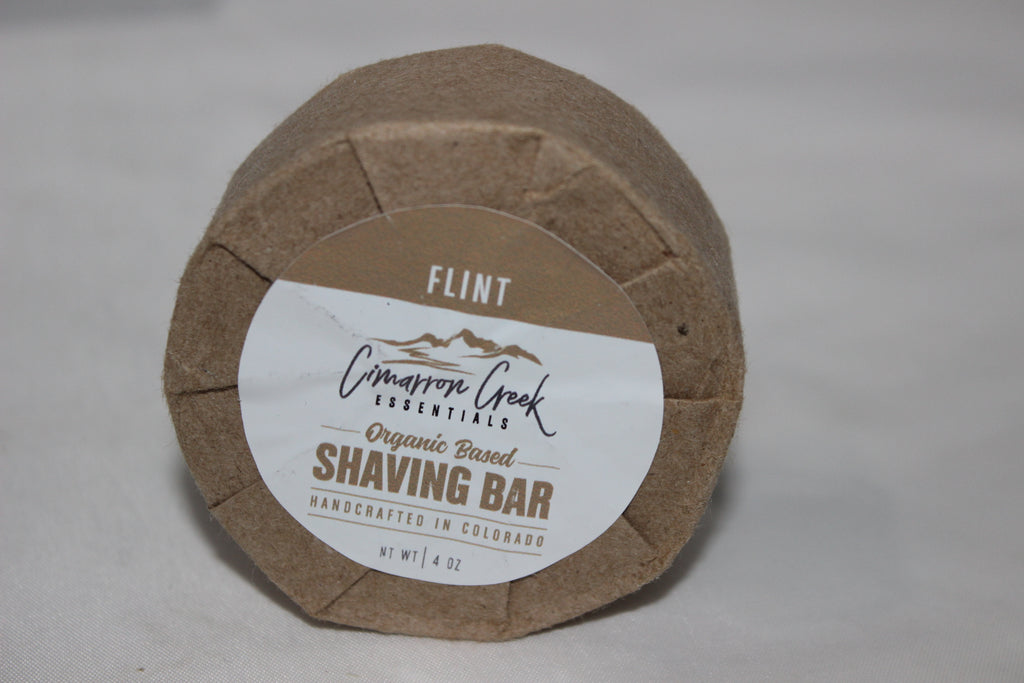 FLINT
Cimarron Creek
ESSENTIALS
Organic Based
SHAVING BAR
HANDCRAFTED IN COLORADO
NT WT | 4 OZ